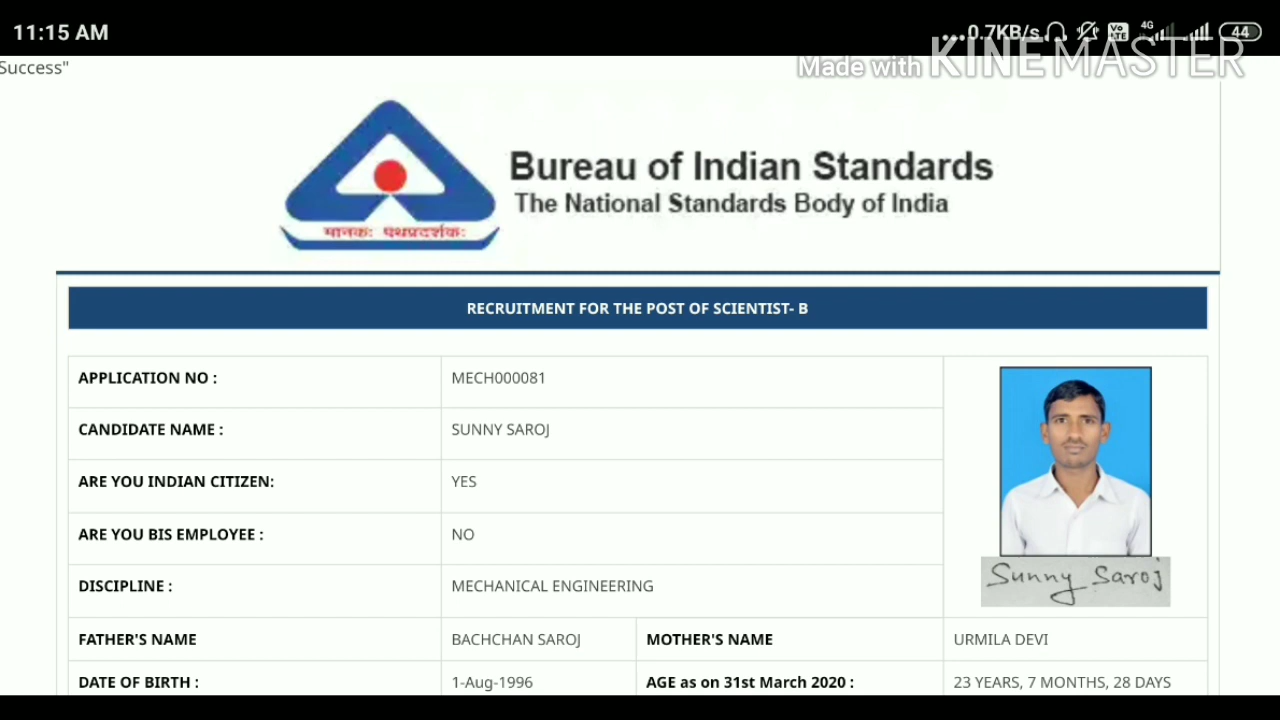 11:15 AM
...0.7KB/s Vo LTE 4G 44
Made with KINEMASTER
Success"
Bureau of Indian Standards
The National Standards Body of India
मानकः पथप्रदर्शकः
RECRUITMENT FOR THE POST OF SCIENTIST- B
APPLICATION NO : MECH000081
CANDIDATE NAME : SUNNY SAROJ
ARE YOU INDIAN CITIZEN: YES
ARE YOU BIS EMPLOYEE : NO
DISCIPLINE : MECHANICAL ENGINEERING
Sunny Saroj
FATHER'S NAME BACHCHAN SAROJ MOTHER'S NAME URMILA DEVI
DATE OF BIRTH : 1-Aug-1996 AGE as on 31st March 2020 : 23 YEARS, 7 MONTHS, 28 DAYS